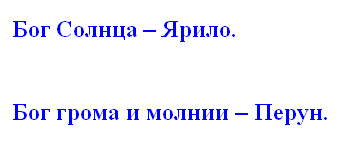 Бог Солнца – Ярило.
Бог грома и молнии – Перун.